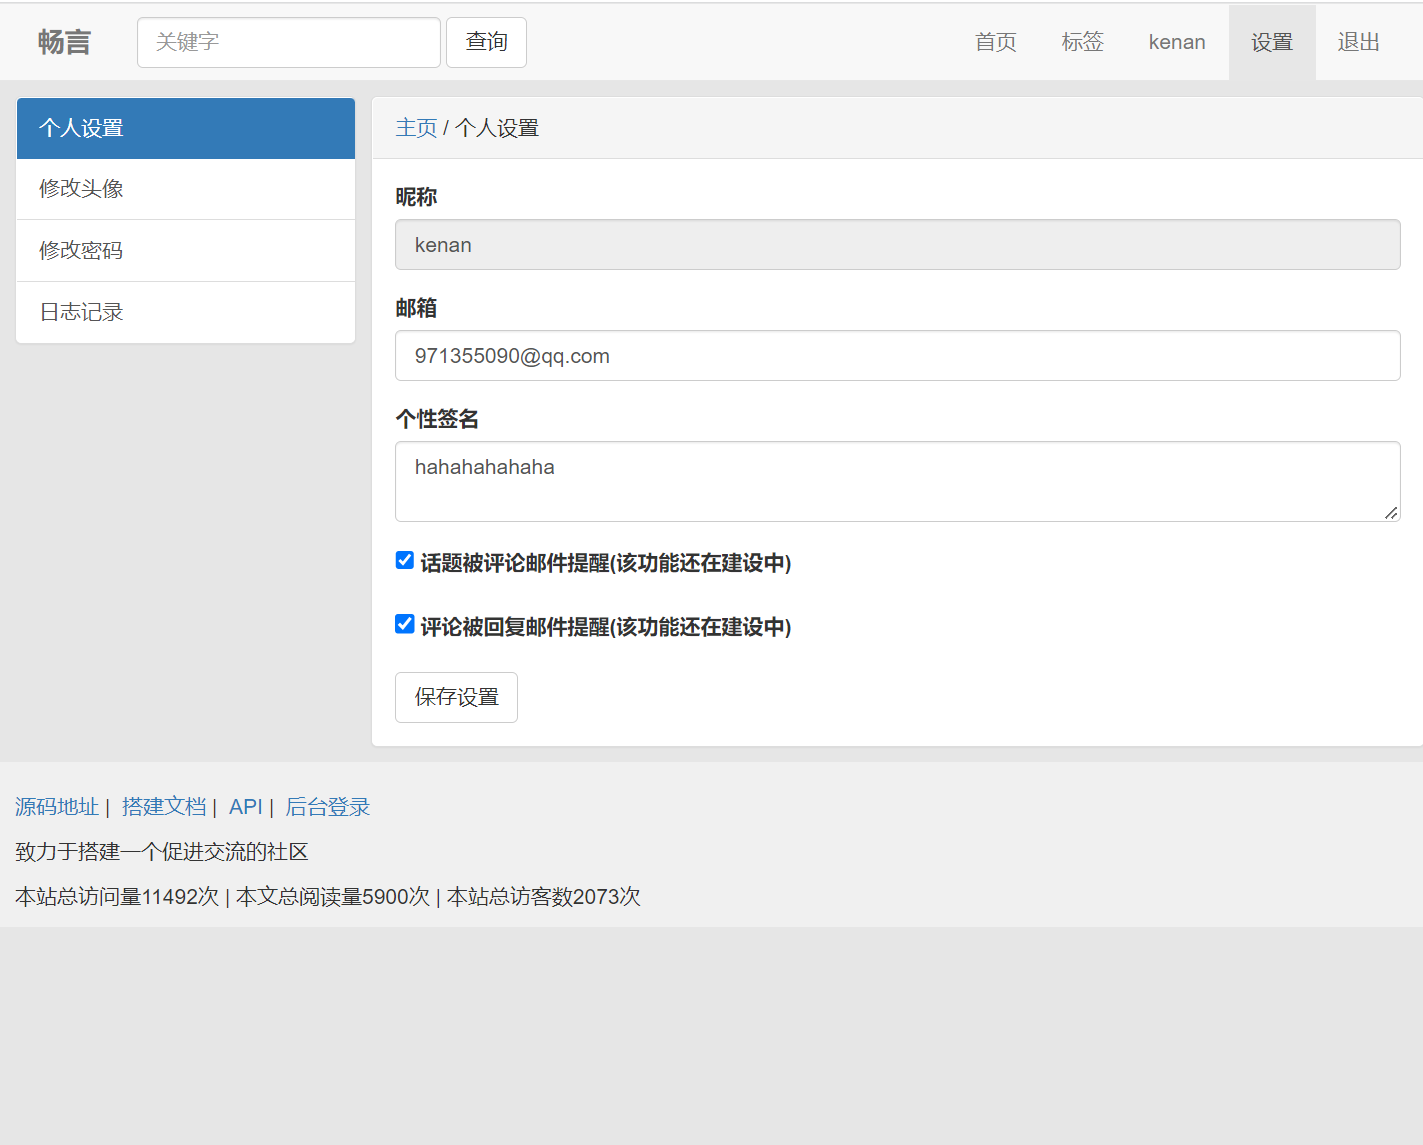 畅言 关键字 查询 首页 标签 kenan 设置 退出
个人设置
修改头像
修改密码
日志记录
主页 / 个人设置
昵称
kenan
邮箱
971355090@qq.com
个性签名
hahahahahaha
话题被评论邮件提醒(该功能还在建设中)
评论被回复邮件提醒(该功能还在建设中)
保存设置
源码地址 | 搭建文档 | API | 后台登录
致力于搭建一个促进交流的社区
本站总访问量11492次 | 本文总阅读量5900次 | 本站总访客数2073次